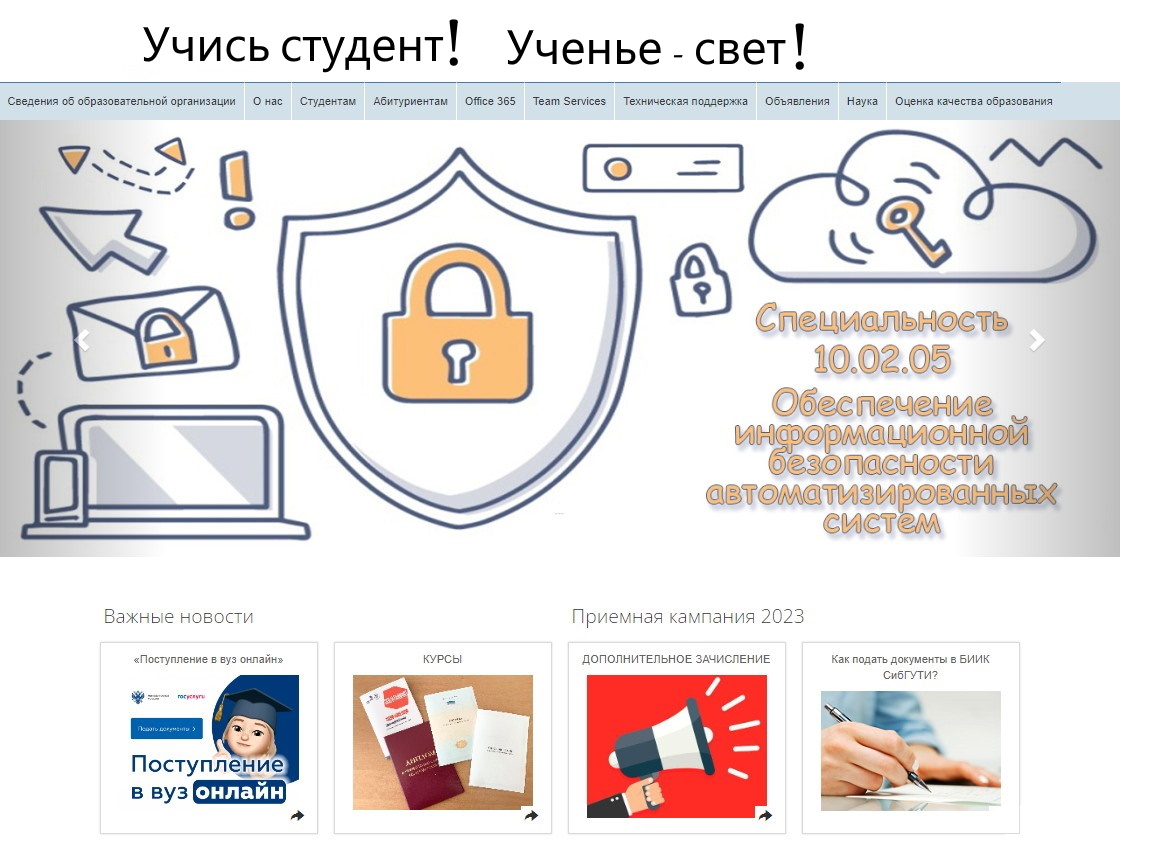 Учись студент! Ученье - свет!
Сведения об образовательной организации О нас Студентам Абитуриентам Office 365 Team Services Техническая поддержка Объявления Наука Оценка качества образования
Специальность
10.02.05
Обеспечение
информационной
безопасности
автоматизированных
систем
Важные новости
Приемная кампания 2023
«Поступление в вуз онлайн»
госуслуги
Подать документы
Поступление
в вуз онлайн
КУРСЫ
ДИПЛОМ
ДОПОЛНИТЕЛЬНОЕ ЗАЧИСЛЕНИЕ
Как подать документы в БИИК
СибГУТИ?